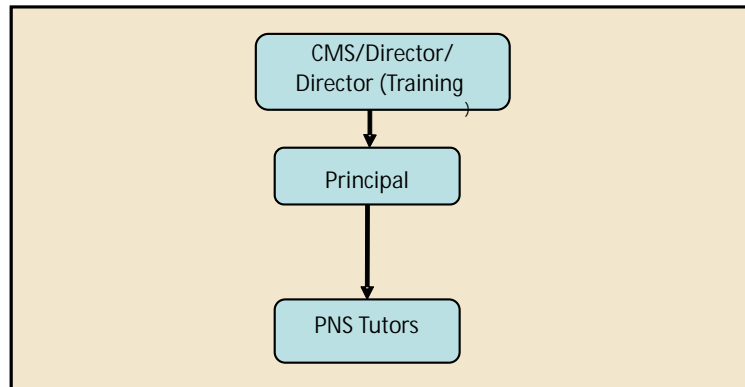 CMS/Director/
Director (Training
)
Principal
PNS Tutors